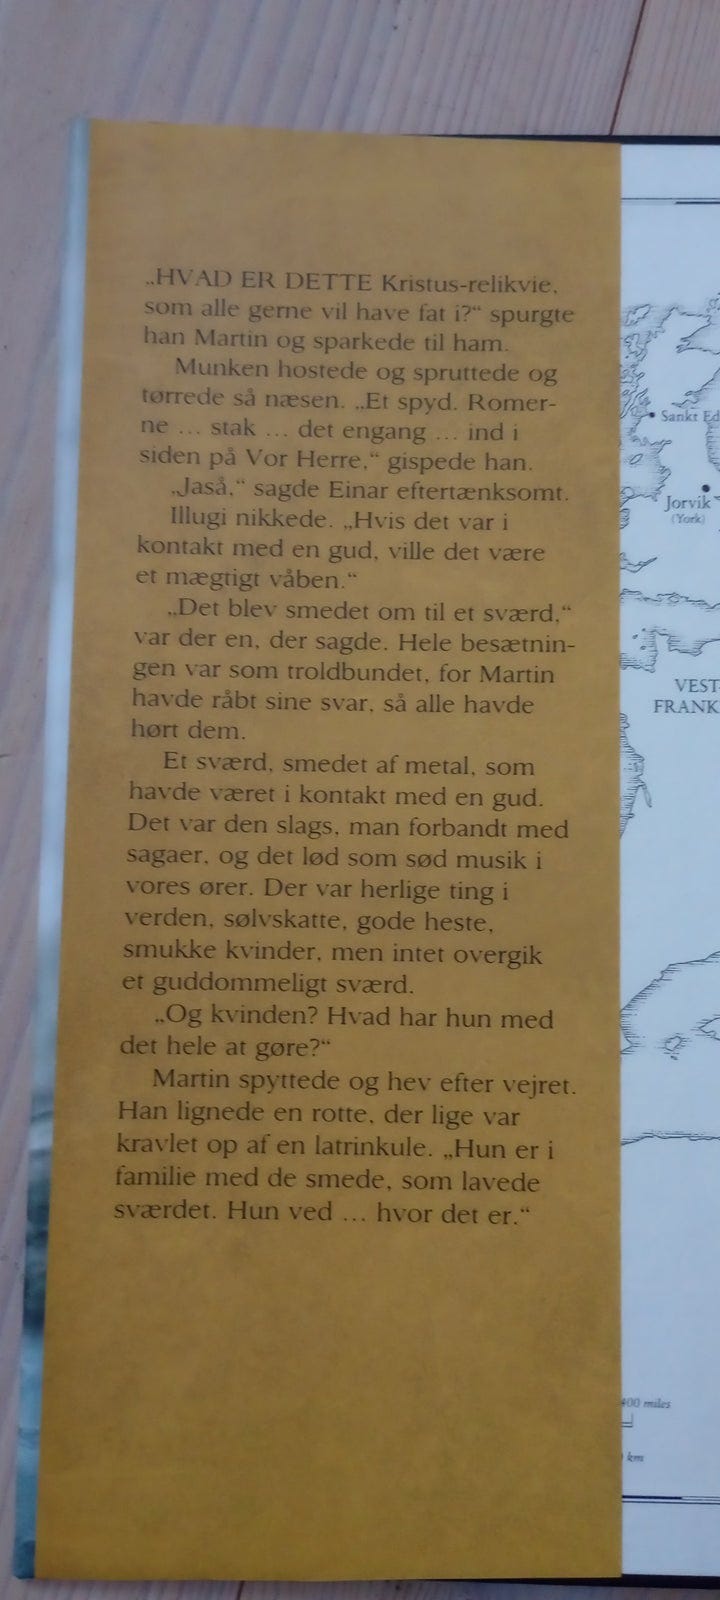 „HVAD ER DETTE Kristus-relikvie,
som alle gerne vil have fat i?“ spurgte
han Martin og sparkede til ham.
Munken hostede og spruttede og
tørrede så næsen. „Et spyd. Romer-
ne ... stak ... det engang ... ind i
siden på Vor Herre,“ gispede han.
„Jaså,“ sagde Einar eftertænksomt.
Illugi nikkede. „Hvis det var i
kontakt med en gud, ville det være
et mægtigt våben.“
„Det blev smedet om til et sværd,“
var der en, der sagde. Hele besætnin-
gen var som troldbundet, for Martin
havde råbt sine svar, så alle havde
hørt dem.
Et sværd, smedet af metal, som
havde været i kontakt med en gud.
Det var den slags, man forbandt med
sagaer, og det lød som sød musik i
vores ører. Der var herlige ting i
verden, sølvskatte, gode heste,
smukke kvinder, men intet overgik
et guddommeligt sværd.
„Og kvinden? Hvad har hun med
det hele at gøre?“
Martin spyttede og hev efter vejret.
Han lignede en rotte, der lige var
kravlet op af en latrinkule. „Hun er i
familie med de smede, som lavede
sværdet. Hun ved ... hvor det er.“
Sankt Ed
Jorvik
(York)
VEST-
FRANK
400 miles
km